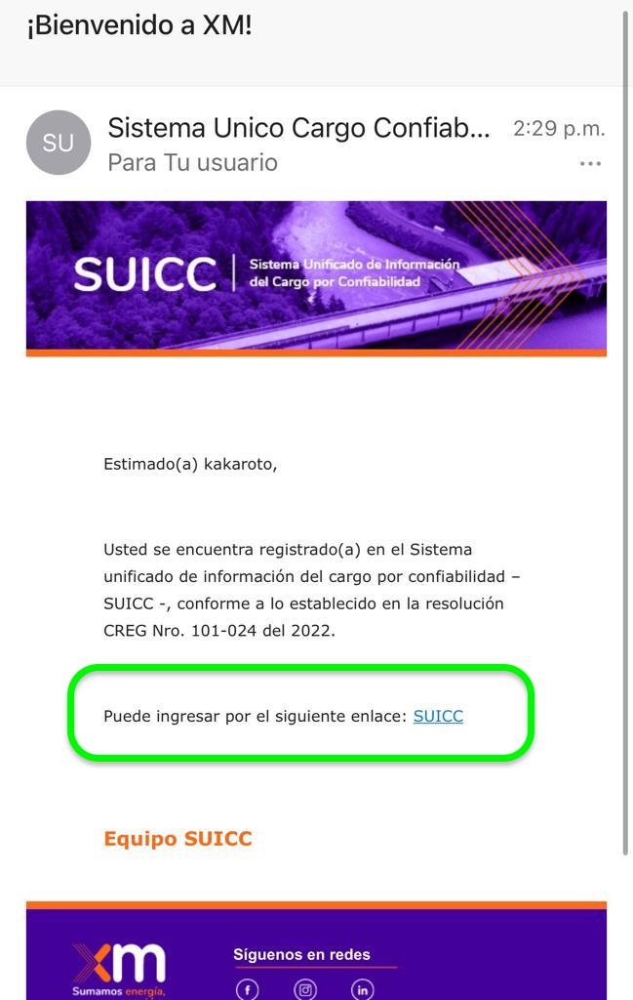 ¡Bienvenido a XM!
SU
Sistema Unico Cargo Confiab...
2:29 p.m.
Para Tu usuario
SUICC
Sistema Unificado de Información
del Cargo por Confiabilidad
Estimado(a) kakaroto,
Usted se encuentra registrado(a) en el Sistema
unificado de información del cargo por confiabilidad –
SUICC -, conforme a lo establecido en la resolución
CREG Nro. 101-024 del 2022.
Puede ingresar por el siguiente enlace: SUICC
Equipo SUICC
xm
Sumamos energía,
Síguenos en redes